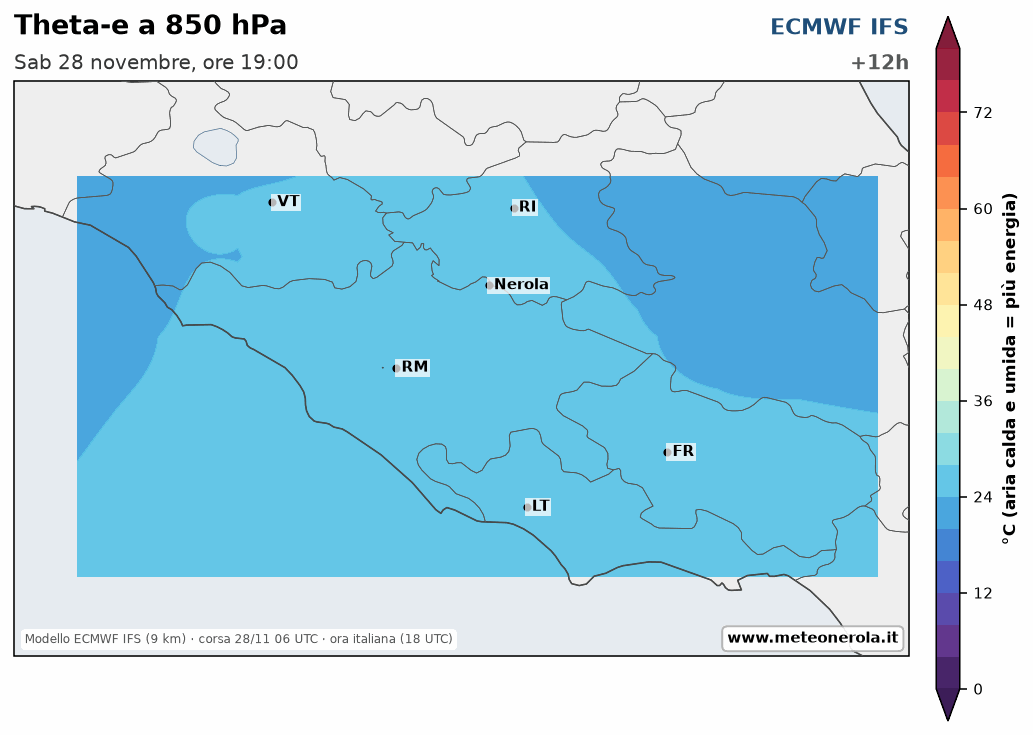 Theta-e a 850 hPa
ECMWF IFS
Sab 28 novembre, ore 19:00
+12h
VT
RI
Nerola
RM
FR
LT
72
60
48
36
24
12
0
°C (aria calda e umida = più energia)
Modello ECMWF IFS (9 km) · corsa 28/11 06 UTC · ora italiana (18 UTC)
www.meteonerola.it